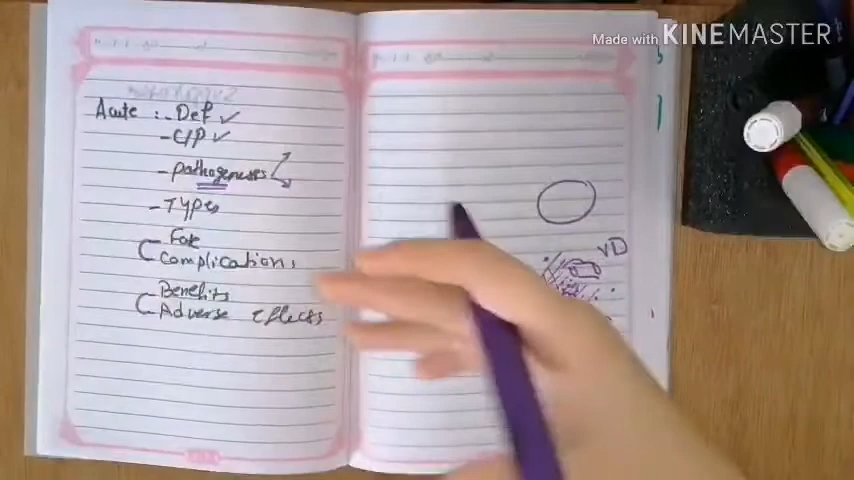 Made with KINEMASTER
Acute : - Def ✓
- C/P ✓
- pathogenesis
- Types
Fate
Complications
Benefits
Adverse effects
VD